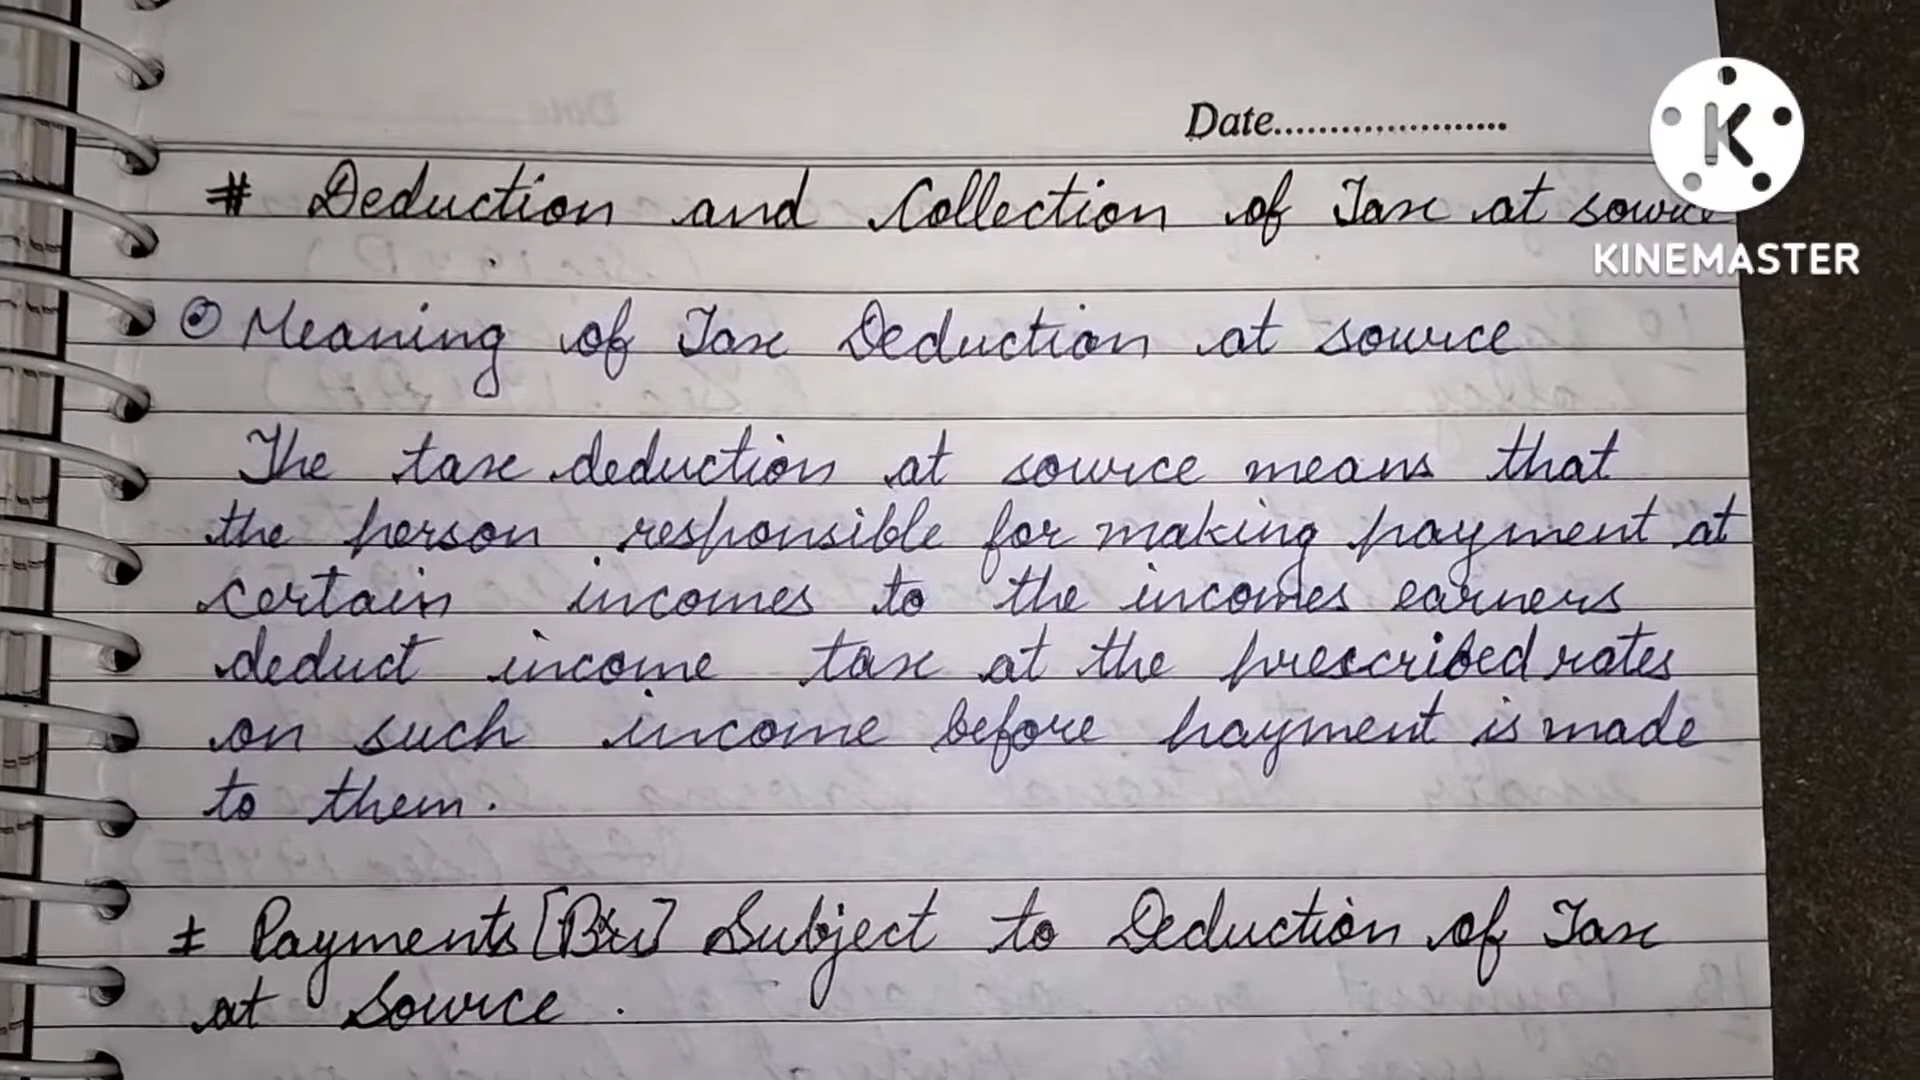 Date.....................
# Deduction and Collection of Tax at source
KINEMASTER
Meaning of Tax Deduction at source
The tax deduction at source means that
the person responsible for making payment at
certain incomes to the incomes earners
deduct income tax at the prescribed rates
on such income before payment is made
to them.
Payments Subject to Deduction of Tax
at Source.